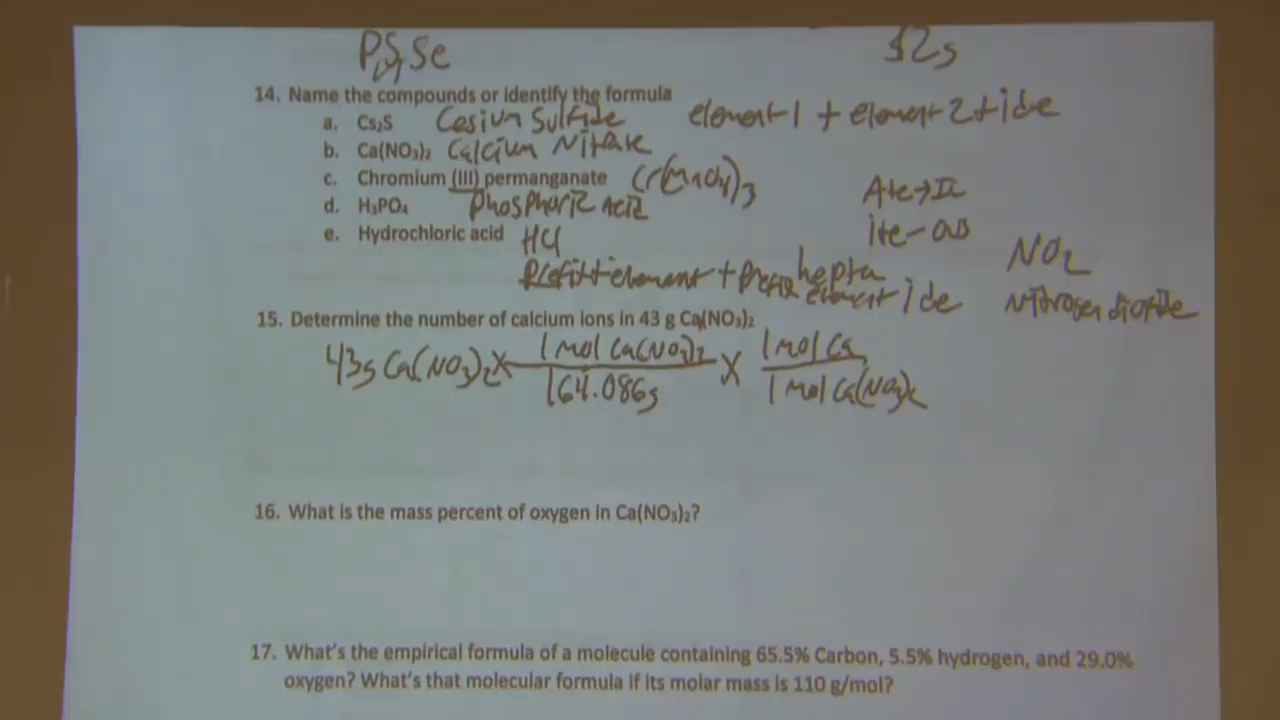 PS, Se
s2s
14. Name the compounds or identify the formula
a. Cs₂S Cesium Sulfide element 1 + element 2 + ide
b. Ca(NO₃)₂ Calcium Nitrate
c. Chromium (III) permanganate Cr(MnO4)3 Ate→Ic
d. H₃PO₄ Phosphoric Acid ite-ous
e. Hydrochloric acid HCl NO2
Prefix + element + Prefix element ide hepta Nitrogen dioxide
15. Determine the number of calcium ions in 43 g Ca(NO₃)₂
43g Ca(NO3)2 × 1 mol Ca(NO3)2 / 164.086g × 1 mol Ca / 1 mol Ca(NO3)2
16. What is the mass percent of oxygen in Ca(NO₃)₂?
17. What's the empirical formula of a molecule containing 65.5% Carbon, 5.5% hydrogen, and 29.0%
oxygen? What's that molecular formula if its molar mass is 110 g/mol?